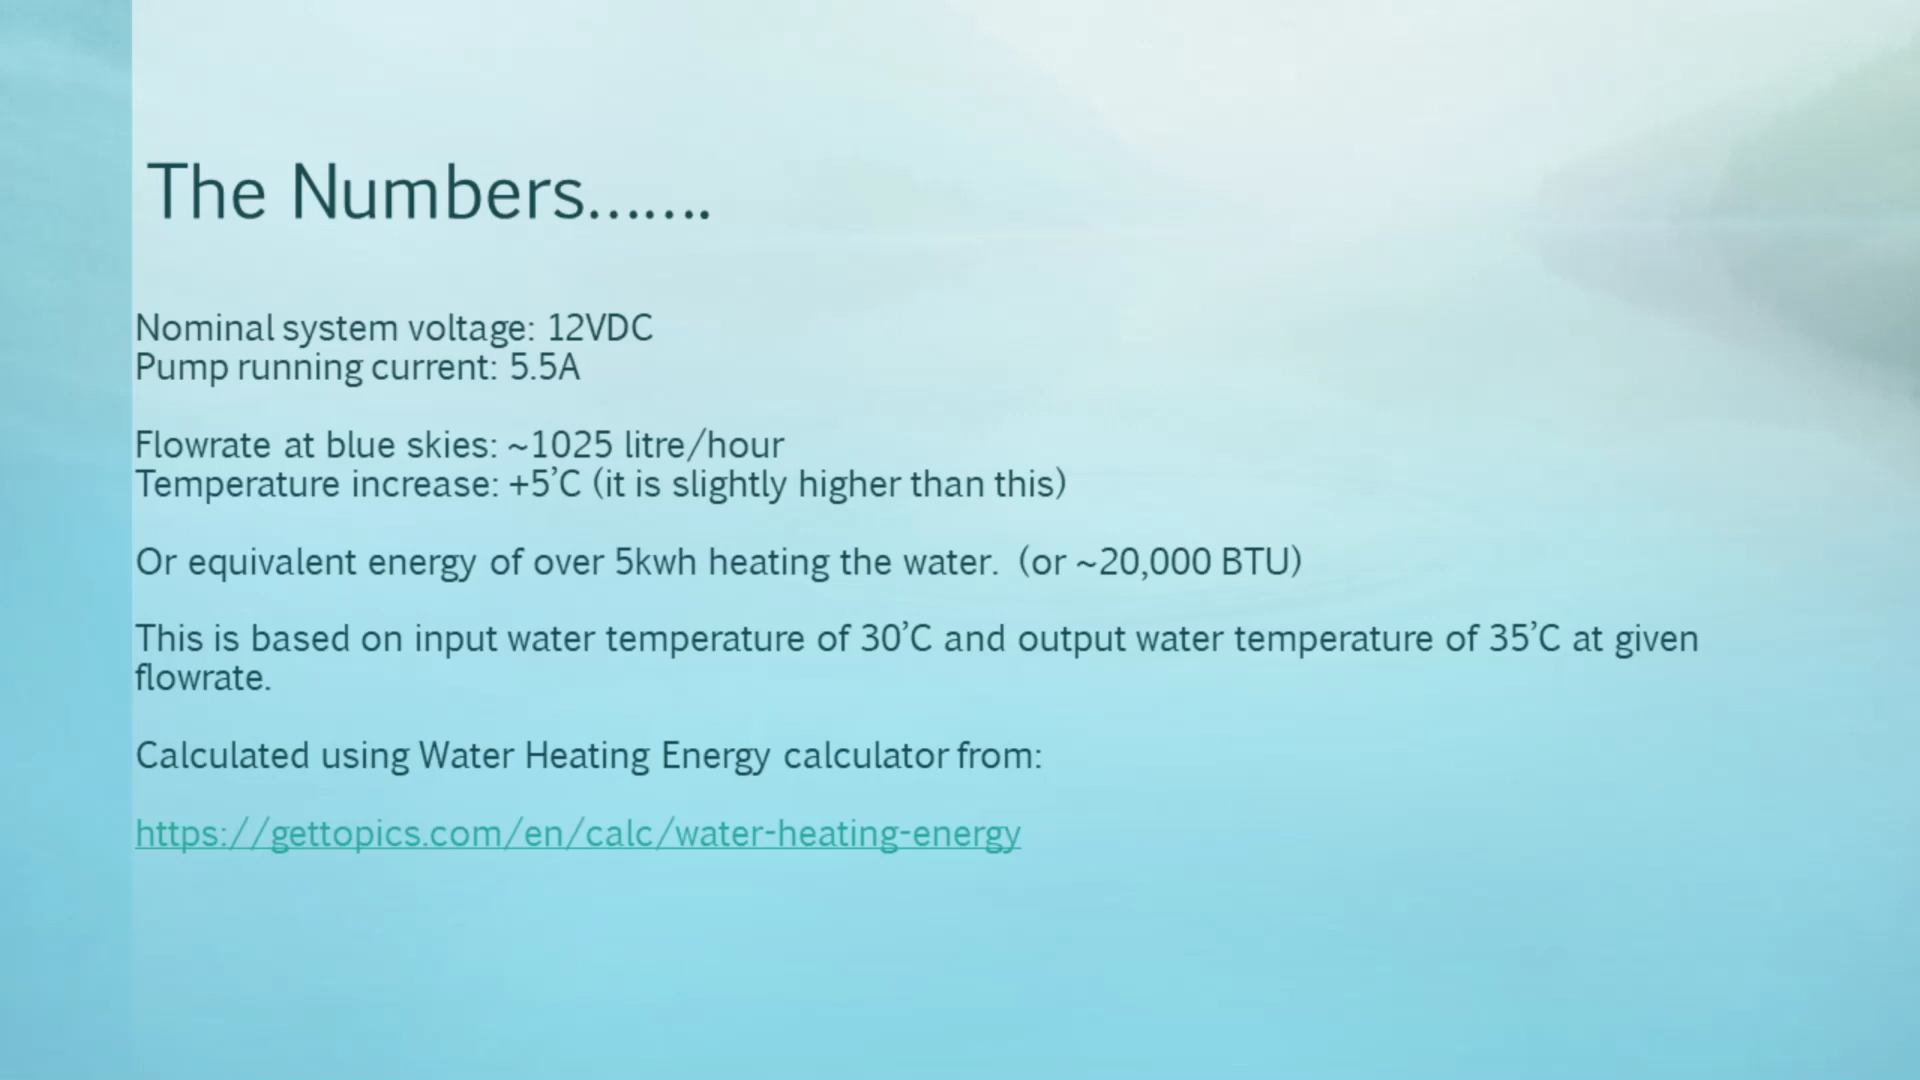 The Numbers…….
Nominal system voltage: 12VDC
Pump running current: 5.5A
Flowrate at blue skies: ~1025 litre/hour
Temperature increase: +5’C (it is slightly higher than this)
Or equivalent energy of over 5kwh heating the water.  (or ~20,000 BTU)
This is based on input water temperature of 30’C and output water temperature of 35’C at given
flowrate.
Calculated using Water Heating Energy calculator from:
https://gettopics.com/en/calc/water-heating-energy